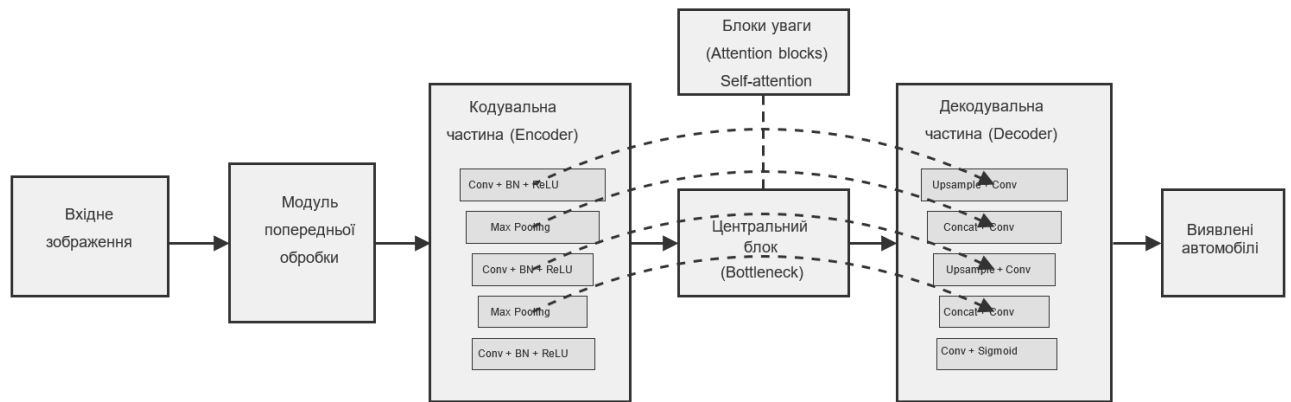 Вхідне
зображення
Модуль
попередньої
обробки
Кодувальна
частина (Encoder)
Conv + BN + ReLU
Max Pooling
Conv + BN + ReLU
Max Pooling
Conv + BN + ReLU
Блоки уваги
(Attention blocks)
Self-attention
Центральний
блок
(Bottleneck)
Декодувальна
частина (Decoder)
Upsample + Conv
Concat + Conv
Upsample + Conv
Concat + Conv
Conv + Sigmoid
Виявлені
автомобілі